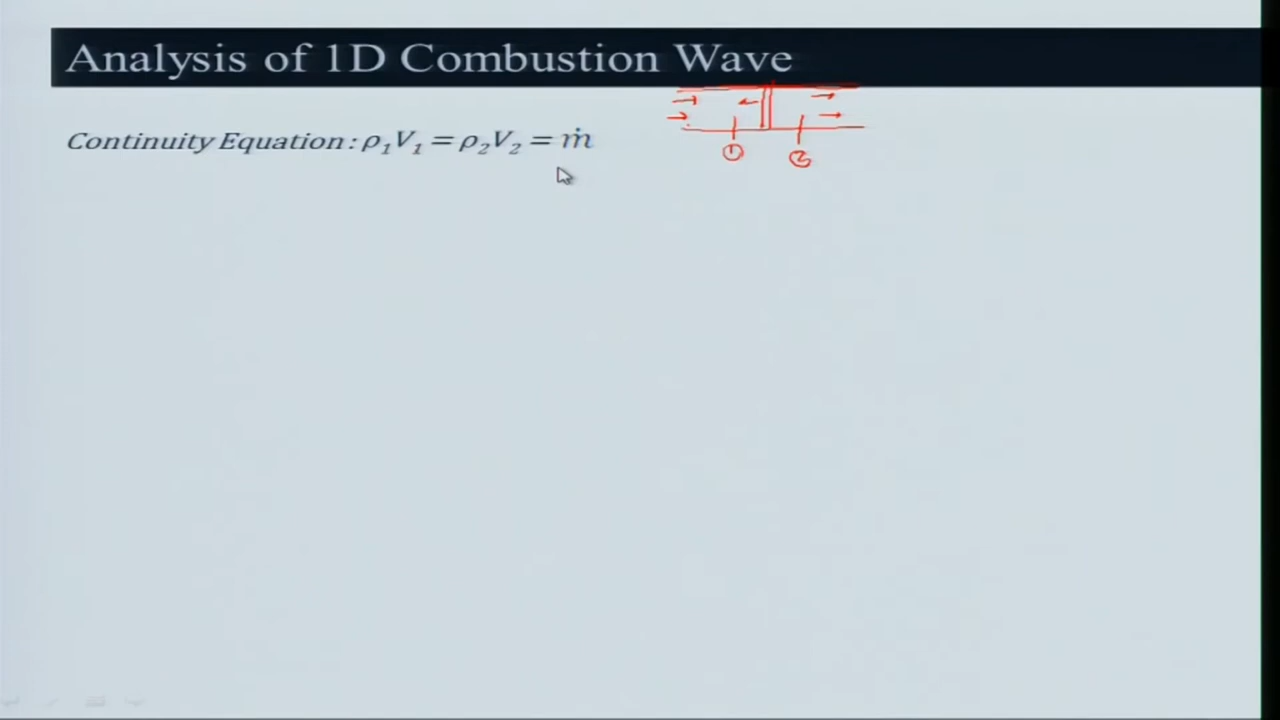 Analysis of 1D Combustion Wave
Continuity Equation : ρ₁V₁ = ρ₂V₂ = ṁ
① ②